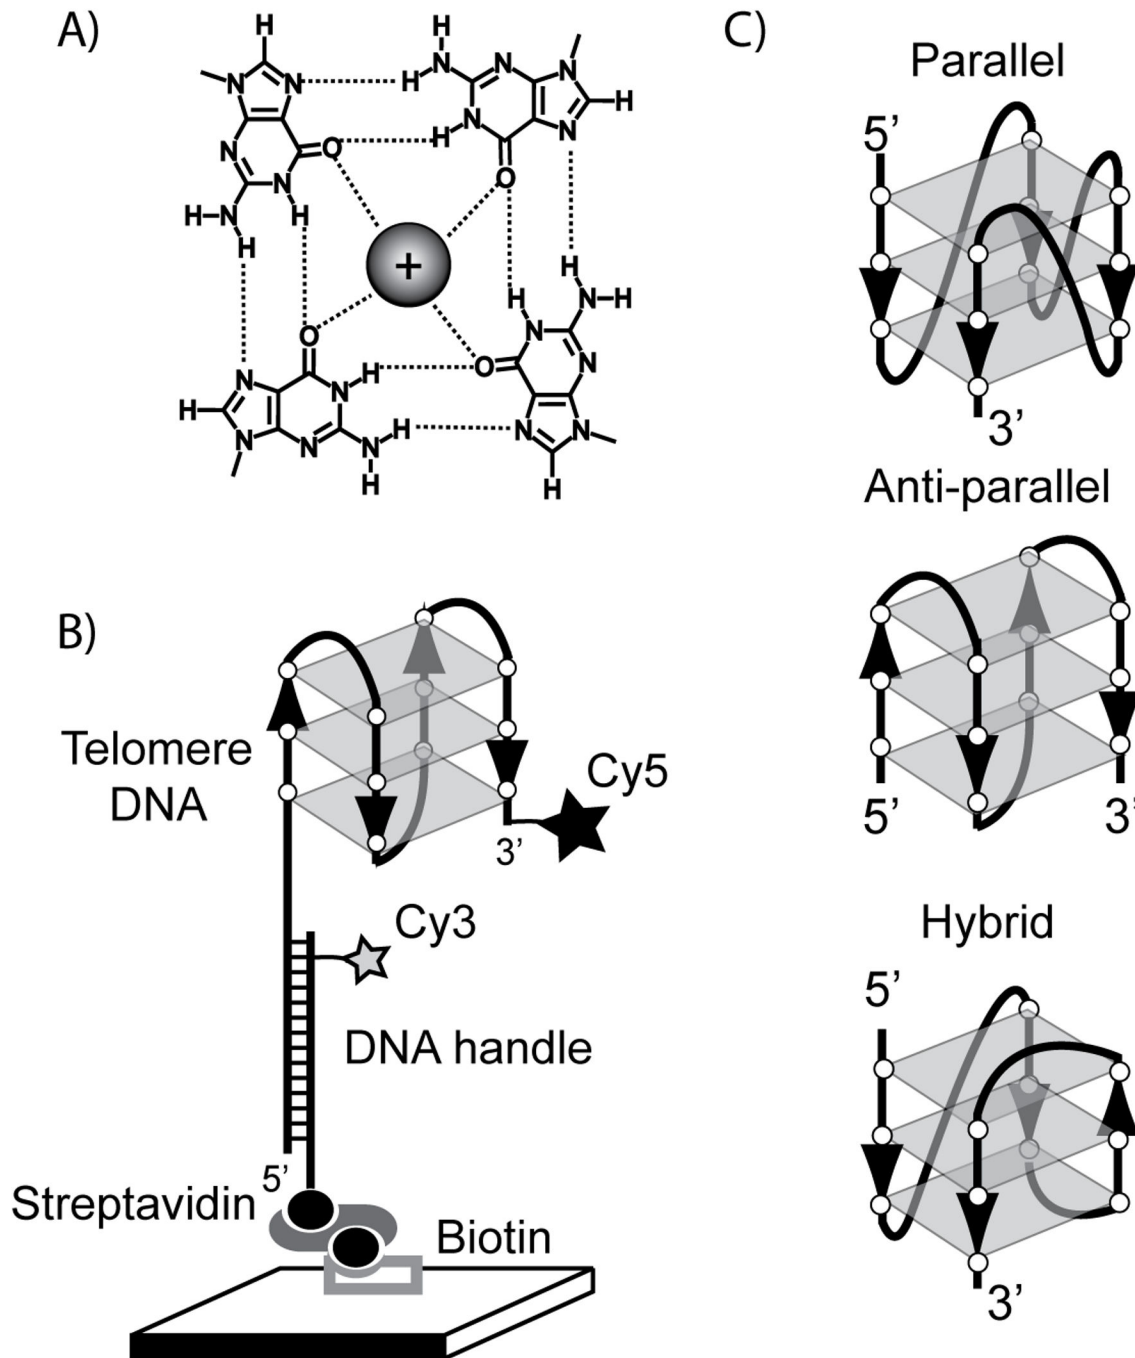 A)
H
N
H
N
H
N
N
H
H
N
N
O
N
N
H
N
H
H
N
H
O
+
H
H
N
H
N
H
O
N
N
O
N
H
H
N
N
N
H
N
H
N
N
H
H
B)
Telomere
DNA
Cy5
3’
Cy3
DNA handle
5’
Streptavidin
Biotin
C)
Parallel
5’
3’
Anti-parallel
5’
3’
Hybrid
5’
3’